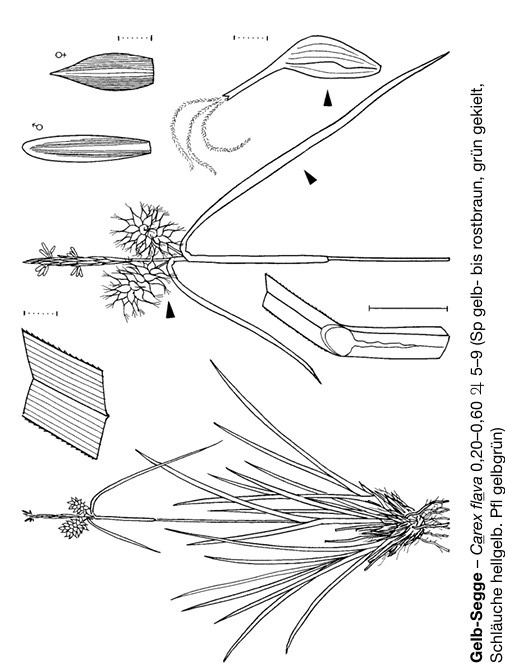 ♀
♂
Gelb-Segge – Carex flava 0,20–0,60 ♃ 5–9 (Sp gelb- bis rostbraun, grün gekielt,
Schläuche hellgelb. Pfl gelbgrün)